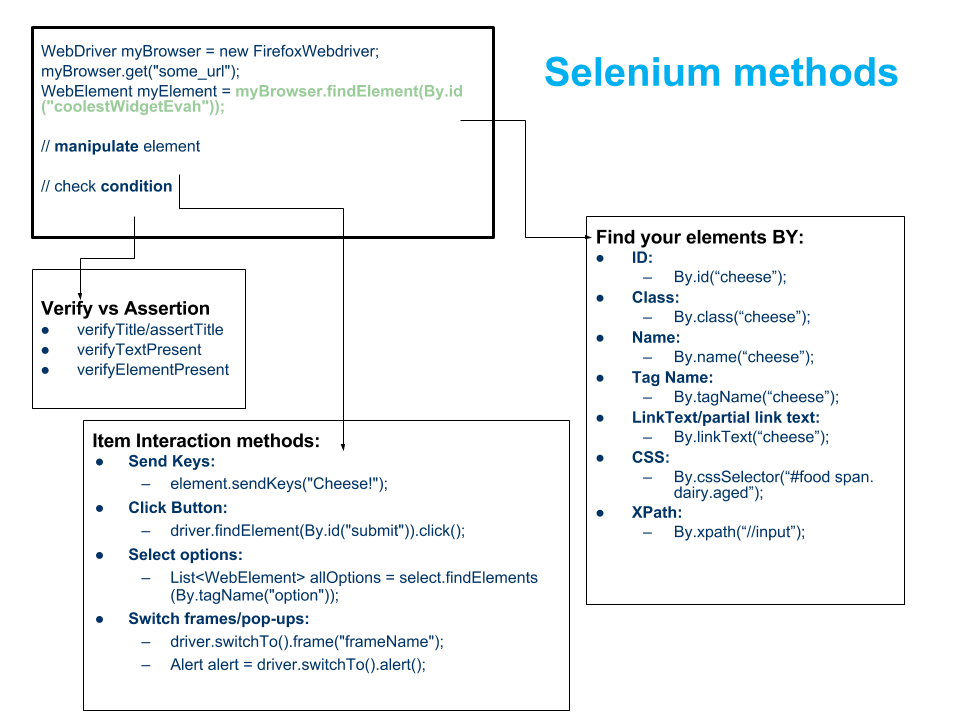 Selenium methods
WebDriver myBrowser = new FirefoxWebdriver;
myBrowser.get("some_url");
WebElement myElement = myBrowser.findElement(By.id
("coolestWidgetEvah"));
// manipulate element
// check condition
Verify vs Assertion
● verifyTitle/assertTitle
● verifyTextPresent
● verifyElementPresent
Item Interaction methods:
● Send Keys:
– element.sendKeys("Cheese!");
● Click Button:
– driver.findElement(By.id("submit")).click();
● Select options:
– List<WebElement> allOptions = select.findElements
(By.tagName("option"));
● Switch frames/pop-ups:
– driver.switchTo().frame("frameName");
– Alert alert = driver.switchTo().alert();
Find your elements BY:
● ID:
– By.id(“cheese”);
● Class:
– By.class(“cheese”);
● Name:
– By.name(“cheese”);
● Tag Name:
– By.tagName(“cheese”);
● LinkText/partial link text:
– By.linkText(“cheese”);
● CSS:
– By.cssSelector(“#food span.
dairy.aged”);
● XPath:
– By.xpath(“//input”);